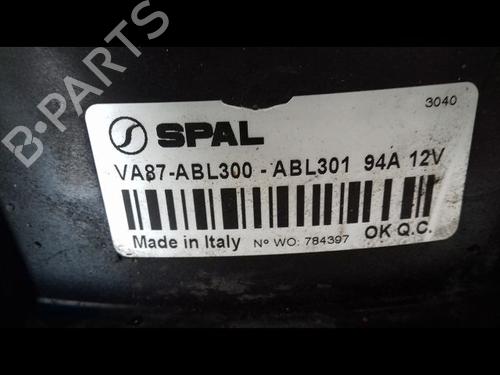 B-PARTS
3040
SPAL
VA87-ABL300 - ABL301 94A 12V
Made in Italy Nº WO: 784397 OK Q.C.